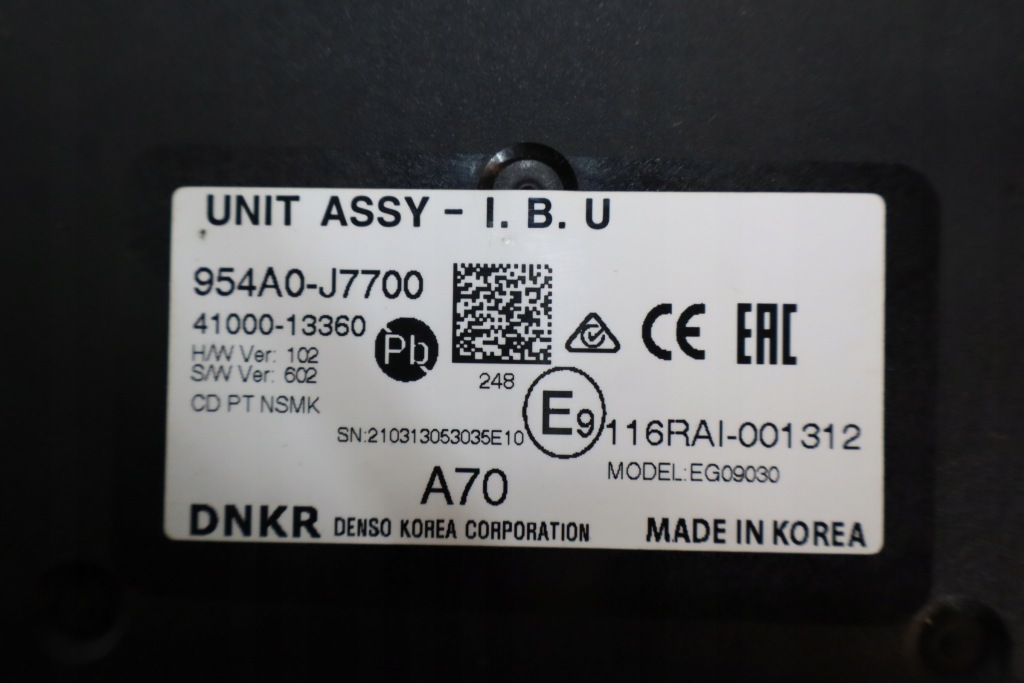 UNIT ASSY - I. B. U
954A0-J7700
41000-13360
H/W Ver: 102
S/W Ver: 602
CD PT NSMK
Pb
248
CE
EAC
SN:210313053035E10
E9
116RAI-001312
MODEL:EG09030
A70
DNKR DENSO KOREA CORPORATION
MADE IN KOREA